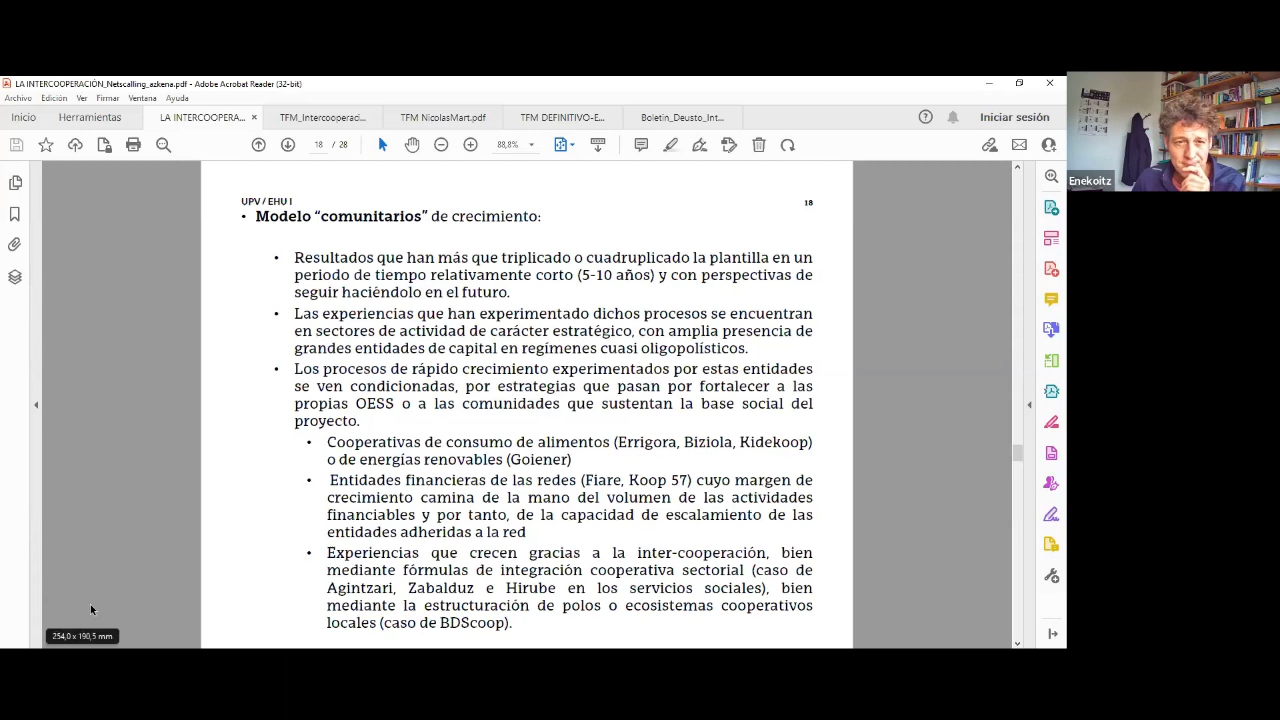 LA INTERCOOPERACIÓN_Netscalling_azkena.pdf - Adobe Acrobat Reader (32-bit)
Archivo Edición Ver Firmar Ventana Ayuda
Inicio Herramientas LA INTERCOOPERA... × TFM_Intercooperaci... TFM NicolasMart.pdf TFM DEFINITIVO-E... Boletin_Deusto_Int... Iniciar sesión
18 / 28 88,8%
Enekoitz
UPV / EHU I 18
• Modelo “comunitarios” de crecimiento:
• Resultados que han más que triplicado o cuadruplicado la plantilla en un
periodo de tiempo relativamente corto (5-10 años) y con perspectivas de
seguir haciéndolo en el futuro.
• Las experiencias que han experimentado dichos procesos se encuentran
en sectores de actividad de carácter estratégico, con amplia presencia de
grandes entidades de capital en regímenes cuasi oligopolísticos.
• Los procesos de rápido crecimiento experimentados por estas entidades
se ven condicionadas, por estrategias que pasan por fortalecer a las
propias OESS o a las comunidades que sustentan la base social del
proyecto.
• Cooperativas de consumo de alimentos (Errigora, Biziola, Kidekoop)
o de energías renovables (Goiener)
• Entidades financieras de las redes (Fiare, Koop 57) cuyo margen de
crecimiento camina de la mano del volumen de las actividades
financiables y por tanto, de la capacidad de escalamiento de las
entidades adheridas a la red
• Experiencias que crecen gracias a la inter-cooperación, bien
mediante fórmulas de integración cooperativa sectorial (caso de
Agintzari, Zabalduz e Hirube en los servicios sociales), bien
mediante la estructuración de polos o ecosistemas cooperativos
locales (caso de BDScoop).
254,0 x 190,5 mm